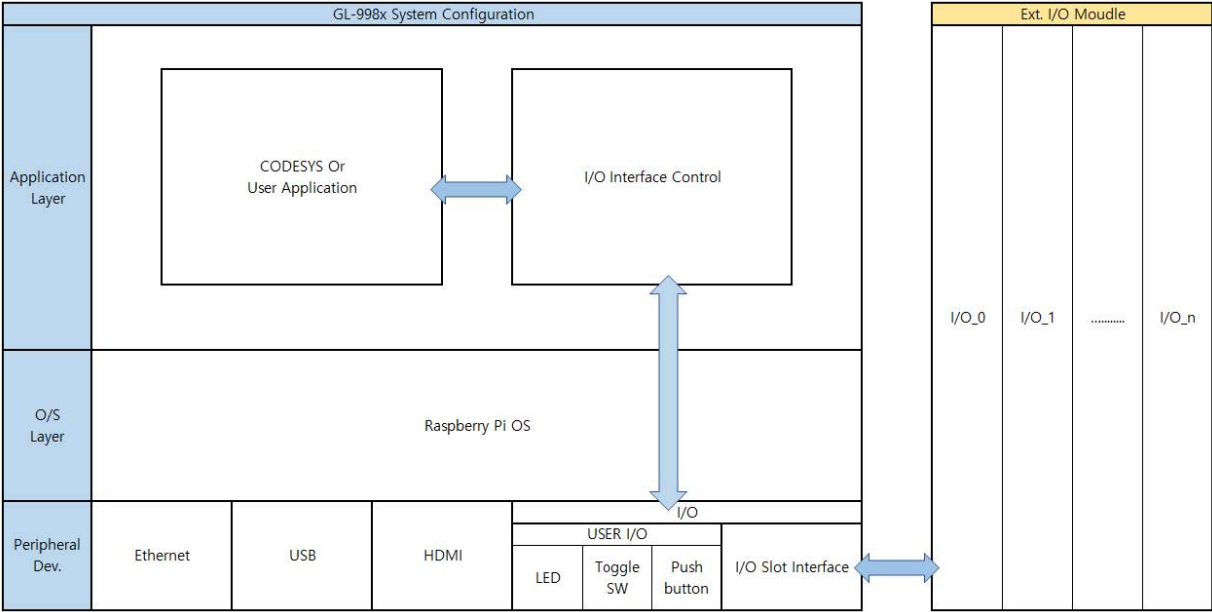 GL-998x System Configuration
Ext. I/O Moudle
Application
Layer
CODESYS Or
User Application
I/O Interface Control
I/O_0
I/O_1
...........
I/O_n
O/S
Layer
Raspberry Pi OS
Peripheral
Dev.
Ethernet
USB
HDMI
I/O
USER I/O
LED
Toggle
SW
Push
button
I/O Slot Interface